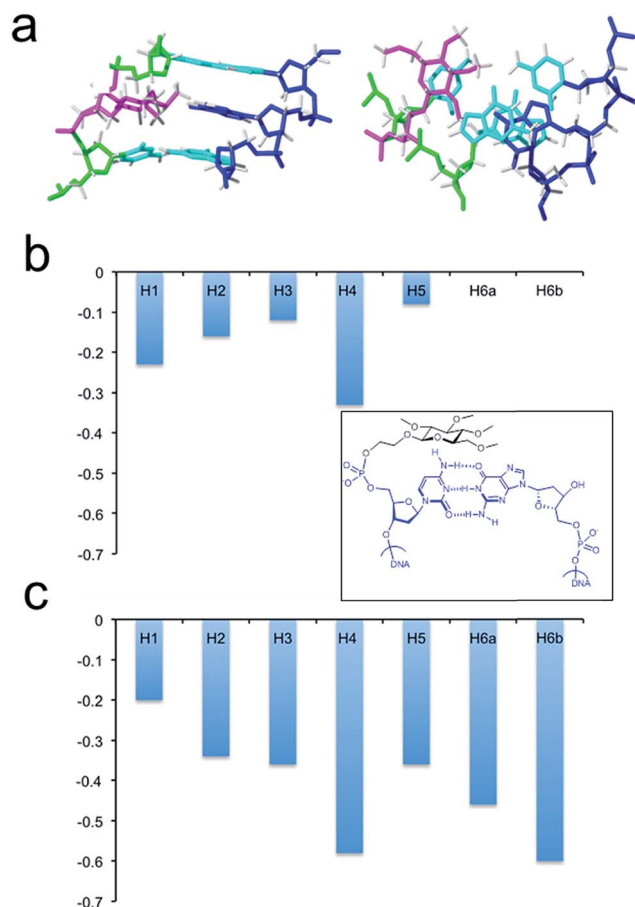 a
b
0
H1 H2 H3 H4 H5 H6a H6b
-0.1
-0.2
-0.3
-0.4
-0.5
-0.6
-0.7
O O
O O O
O O
H
O P N H O N
O N H N N
O N O H N N O OH
O H O
DNA O P O-
O
DNA
c
0
H1 H2 H3 H4 H5 H6a H6b
-0.1
-0.2
-0.3
-0.4
-0.5
-0.6
-0.7